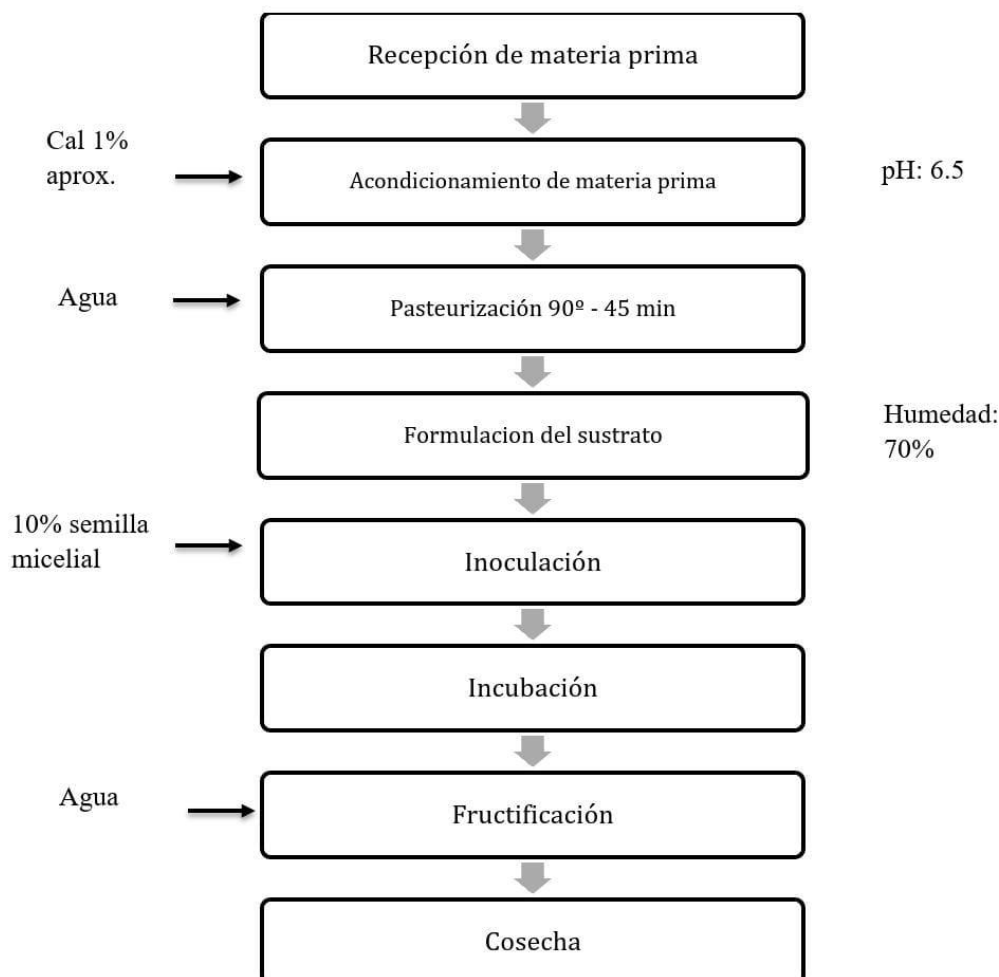 Recepción de materia prima
Cal 1%
aprox.
Acondicionamiento de materia prima
pH: 6.5
Agua
Pasteurización 90º - 45 min
Formulacion del sustrato
Humedad:
70%
10% semilla
micelial
Inoculación
Incubación
Agua
Fructificación
Cosecha